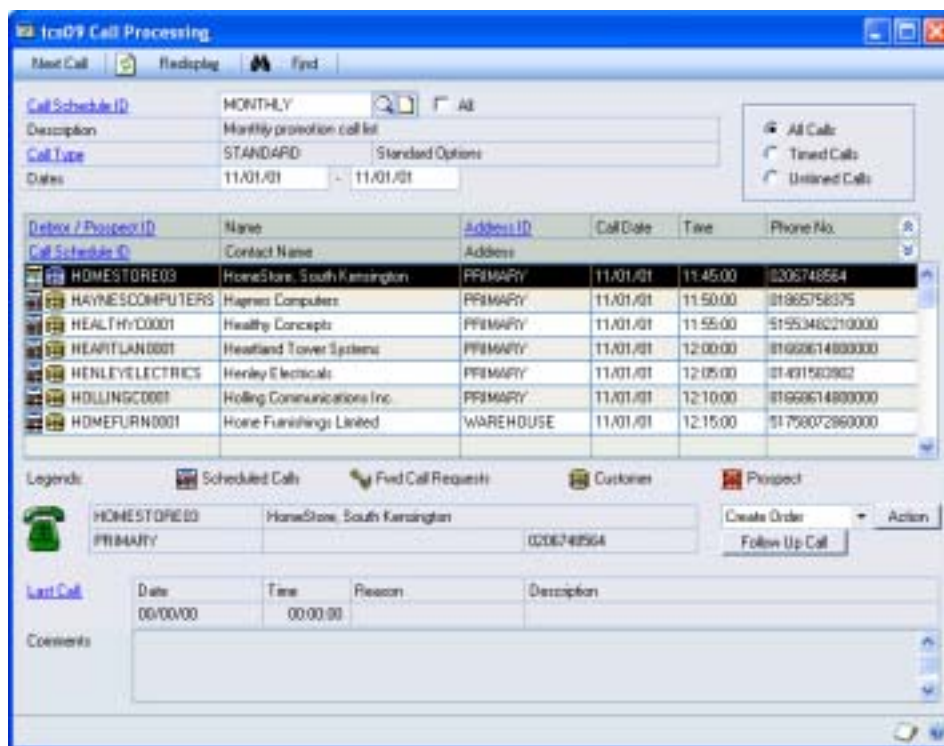 tcs09 Call Processing
Next Call Redisplay Find
Call Schedule ID MONTHLY All
Description Monthly promotion call list All Calls
Call Type STANDARD Standard Options Timed Calls
Dates 11/01/01 - 11/01/01 Untimed Calls
Debtor / Prospect ID Name Address ID Call Date Time Phone No.
Call Schedule ID Contact Name Address
HOMESTORE03 HomeStore, South Kensington PRIMARY 11/01/01 11:45:00 0206748564
HAYNESCOMPUTERS Haynes Computers PRIMARY 11/01/01 11:50:00 01865758375
HEALTHYC0001 Healthy Concepts PRIMARY 11/01/01 11:55:00 51553482210000
HEARTLAN0001 Heartland Tower Systems PRIMARY 11/01/01 12:00:00
HENLEYELECTRICS Henley Electricals PRIMARY 11/01/01 12:05:00
HOLLINGC0001 Holling Communications Inc. PRIMARY 11/01/01 12:10:00
HOMEFURN0001 Home Furnishings Limited WAREHOUSE 11/01/01 12:15:00 51758072860000
Legends Scheduled Calls Fwd Call Requests Customer Prospect
HOMESTORE03 HomeStore, South Kensington Create Order Action
PRIMARY 0206748564 Follow Up Call
Last Call Date Time Reason Description
00/00/00 00:00:00
Comments